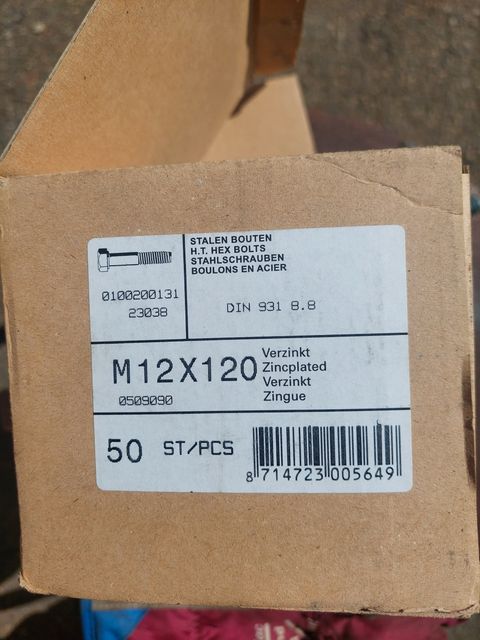 STALEN BOUTEN
H.T. HEX BOLTS
STAHLSCHRAUBEN
BOULONS EN ACIER
0100200131
23038
DIN 931 8.8
M12X120
Verzinkt
Zincplated
Verzinkt
Zingue
0509090
50 ST/PCS
8 714723 005649